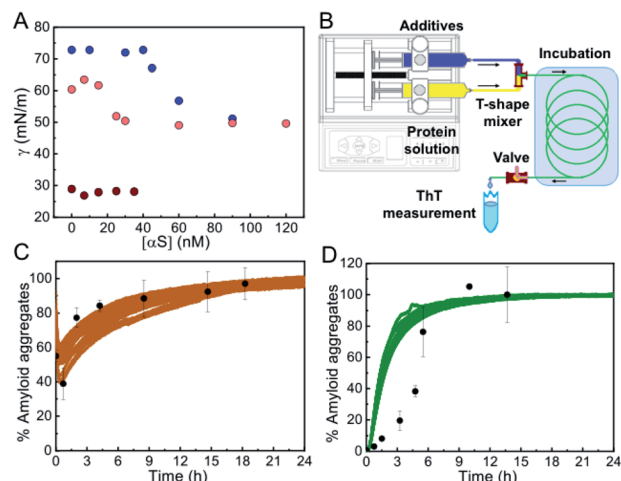 A
γ (mN/m)
80
70
60
50
40
30
20
0 20 40 60 80 100 120
[αS] (nM)
B
Additives
Incubation
T-shape
mixer
Protein
solution
Valve
ThT
measurement
C
% Amyloid aggregates
100
80
60
40
20
0
0 3 6 9 12 15 18 21 24
Time (h)
D
% Amyloid aggregates
120
100
80
60
40
20
0
0 3 6 9 12 15 18 21 24
Time (h)